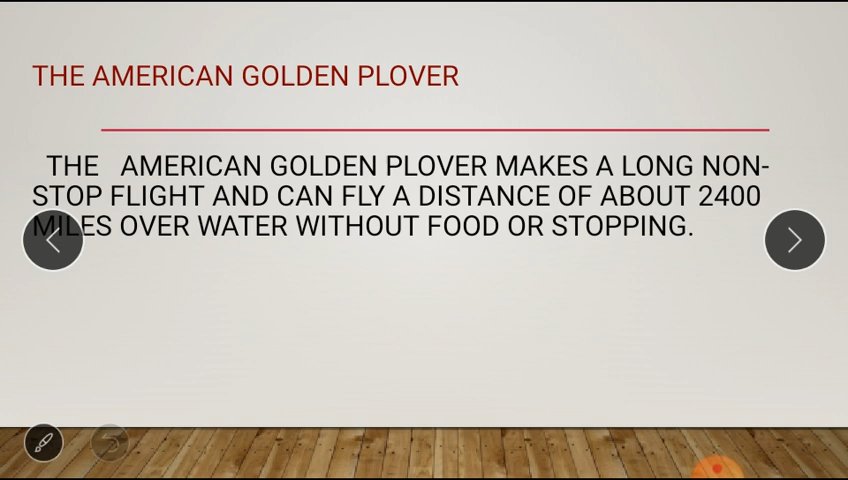 THE AMERICAN GOLDEN PLOVER
THE AMERICAN GOLDEN PLOVER MAKES A LONG NON-
STOP FLIGHT AND CAN FLY A DISTANCE OF ABOUT 2400
MILES OVER WATER WITHOUT FOOD OR STOPPING.